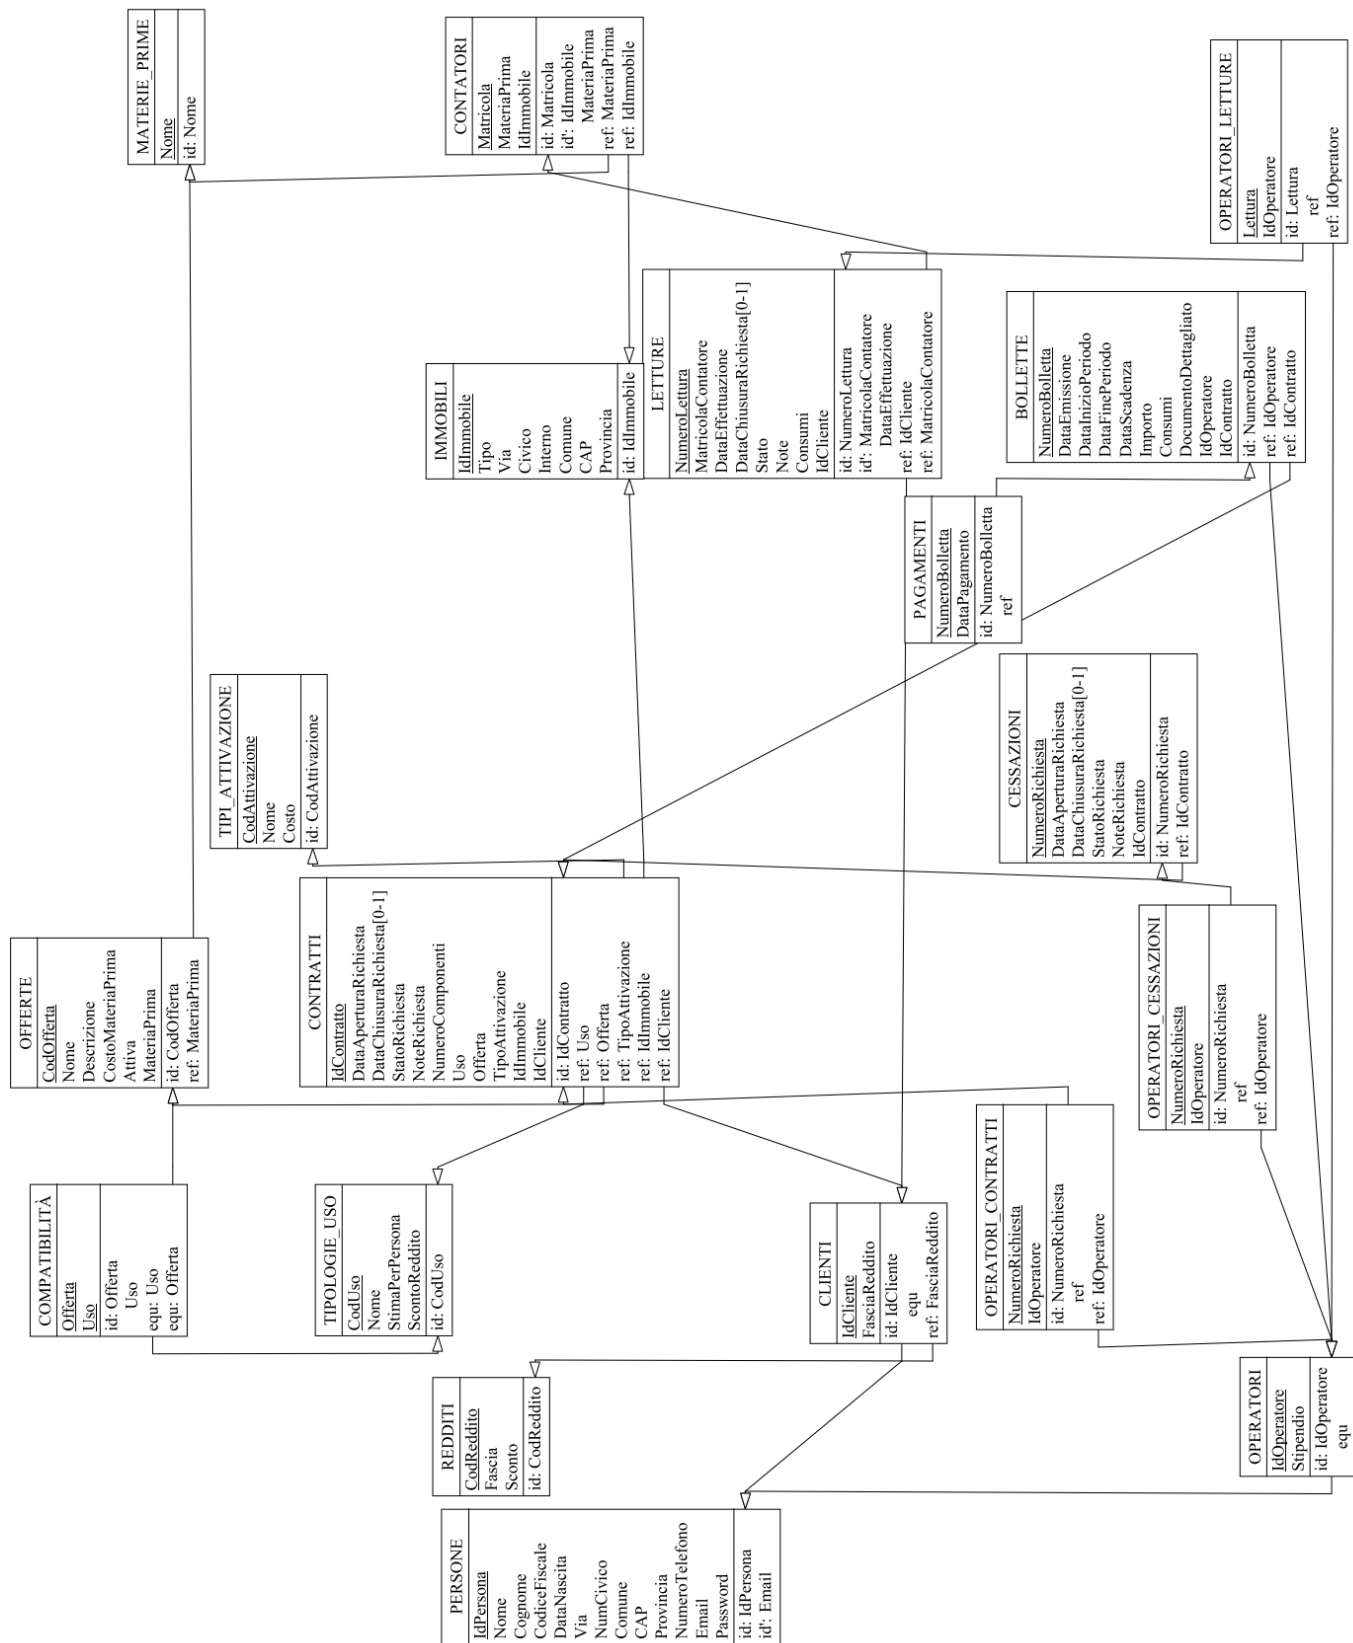 PERSONE
IdPersona
Nome
Cognome
CodiceFiscale
DataNascita
Via
NumCivico
Comune
CAP
Provincia
NumeroTelefono
Email
Password
id: IdPersona
id': Email
REDDITI
CodReddito
Fascia
Sconto
id: CodReddito
OPERATORI
IdOperatore
Stipendio
id: IdOperatore
equ
COMPATIBILITÀ
Offerta
Uso
id: Offerta
Uso
equ: Uso
equ: Offerta
TIPOLOGIE_USO
CodUso
Nome
StimaPerPersona
ScontoReddito
id: CodUso
CLIENTI
IdCliente
FasciaReddito
id: IdCliente
equ
ref: FasciaReddito
OPERATORI_CONTRATTI
NumeroRichiesta
IdOperatore
id: NumeroRichiesta
ref
ref: IdOperatore
OPERATORI_CESSAZIONI
NumeroRichiesta
IdOperatore
id: NumeroRichiesta
ref
ref: IdOperatore
OFFERTE
CodOfferta
Nome
Descrizione
CostoMateriaPrima
Attiva
MateriaPrima
id: CodOfferta
ref: MateriaPrima
CONTRATTI
IdContratto
DataAperturaRichiesta
DataChiusuraRichiesta[0-1]
StatoRichiesta
NoteRichiesta
NumeroComponenti
Uso
Offerta
TipoAttivazione
IdImmobile
IdCliente
id: IdContratto
ref: Uso
ref: Offerta
ref: TipoAttivazione
ref: IdImmobile
ref: IdCliente
TIPI_ATTIVAZIONE
CodAttivazione
Nome
Costo
id: CodAttivazione
CESSAZIONI
NumeroRichiesta
DataAperturaRichiesta
DataChiusuraRichiesta[0-1]
StatoRichiesta
NoteRichiesta
IdContratto
id: NumeroRichiesta
ref: IdContratto
PAGAMENTI
NumeroBolletta
DataPagamento
id: NumeroBolletta
ref
IMMOBILI
IdImmobile
Tipo
Via
Civico
Interno
Comune
CAP
Provincia
id: IdImmobile
LETTURE
NumeroLettura
MatricolaContatore
DataEffettuazione
DataChiusuraRichiesta[0-1]
Stato
Note
Consumi
IdCliente
id: NumeroLettura
id': MatricolaContatore
DataEffettuazione
ref: IdCliente
ref: MatricolaContatore
BOLLETTE
NumeroBolletta
DataEmissione
DataInizioPeriodo
DataFinePeriodo
DataScadenza
Importo
Consumi
DocumentoDettagliato
IdOperatore
IdContratto
id: NumeroBolletta
ref: IdOperatore
ref: IdContratto
MATERIE_PRIME
Nome
id: Nome
CONTATORI
Matricola
MateriaPrima
IdImmobile
id: Matricola
id': IdImmobile
MateriaPrima
ref: MateriaPrima
ref: IdImmobile
OPERATORI_LETTURE
Lettura
IdOperatore
id: Lettura
ref
ref: IdOperatore